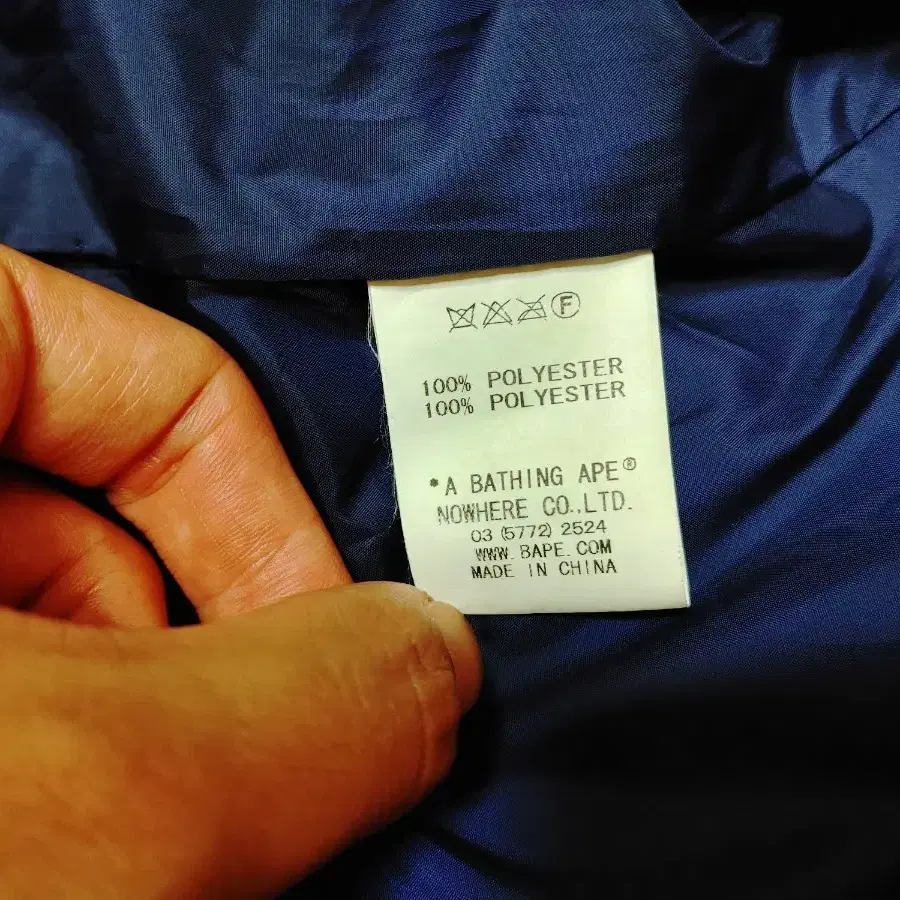 F
100% POLYESTER
100% POLYESTER
*A BATHING APE®
NOWHERE CO.,LTD.
03 (5772) 2524
WWW.BAPE.COM
MADE IN CHINA